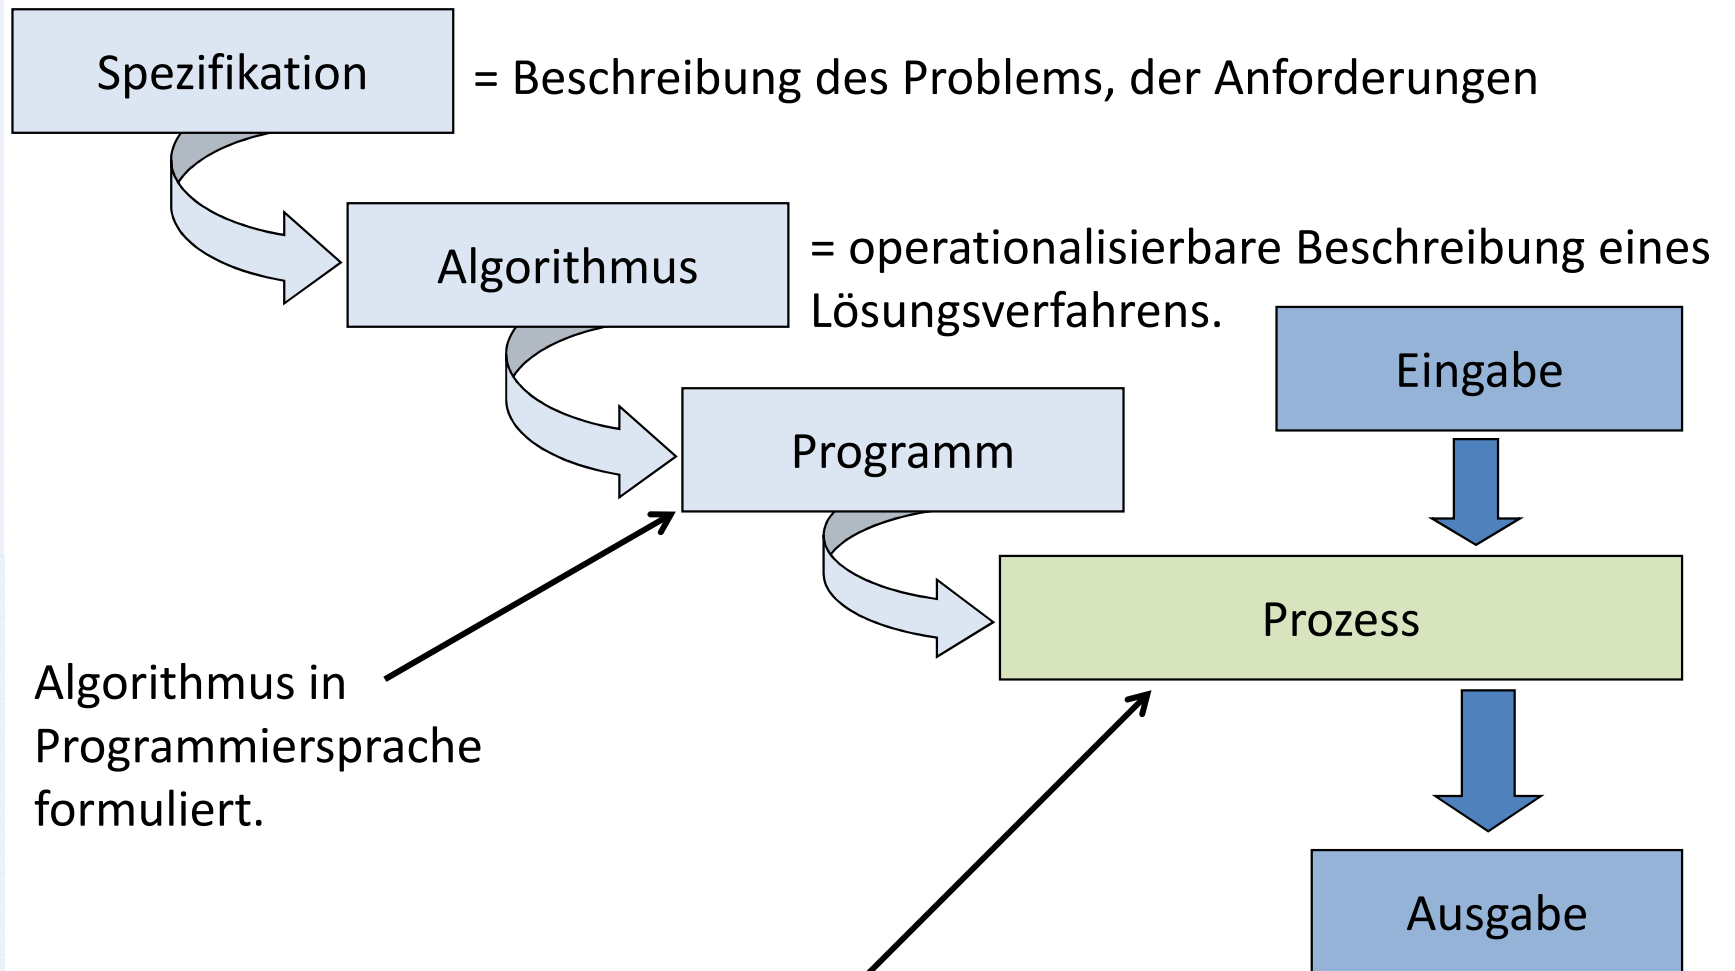 Spezifikation
= Beschreibung des Problems, der Anforderungen
Algorithmus
= operationalisierbare Beschreibung eines
Lösungsverfahrens.
Eingabe
Programm
Prozess
Algorithmus in
Programmiersprache
formuliert.
Ausgabe